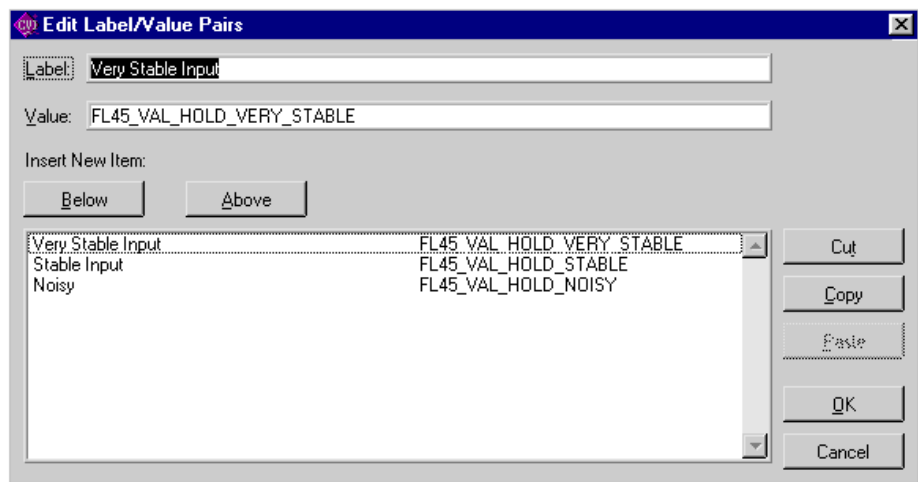 CVI Edit Label/Value Pairs
Label: Very Stable Input
Value: FL45_VAL_HOLD_VERY_STABLE
Insert New Item:
Below Above
Very Stable Input FL45_VAL_HOLD_VERY_STABLE
Stable Input FL45_VAL_HOLD_STABLE
Noisy FL45_VAL_HOLD_NOISY
Cut
Copy
Paste
OK
Cancel